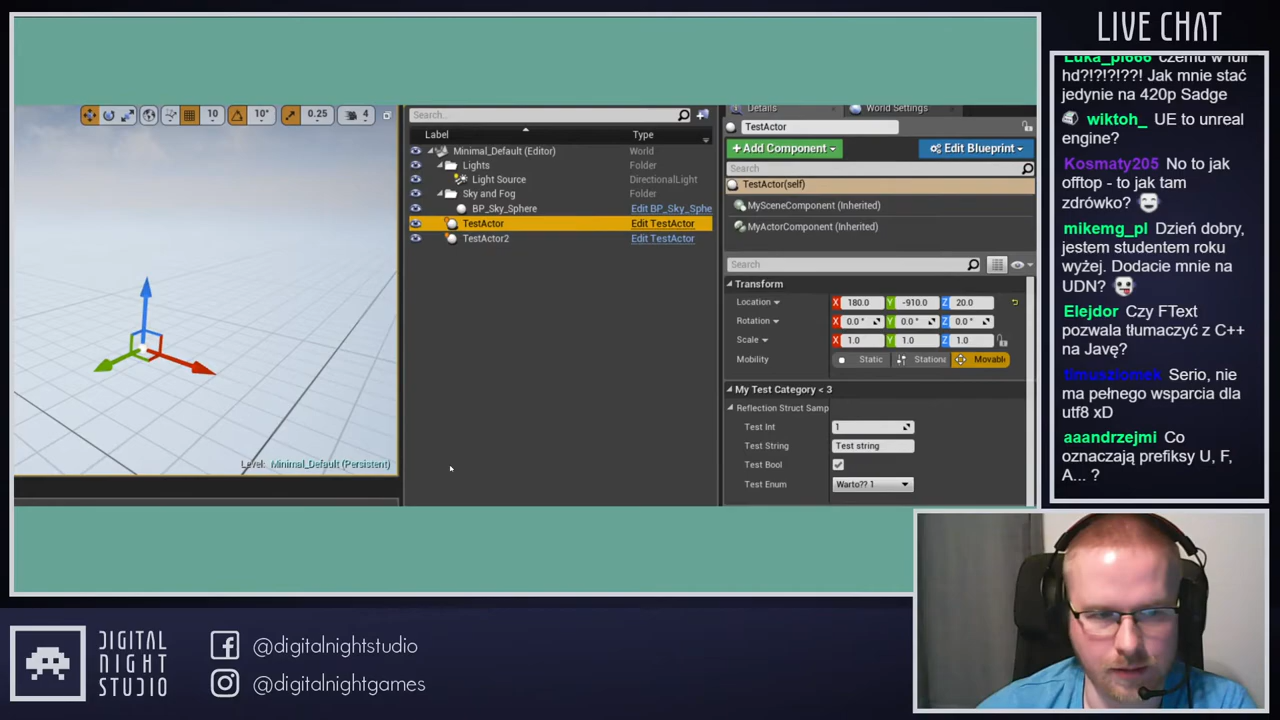 LIVE CHAT
Luka_pl666 czemu w full
hd?!?!?!??! Jak mnie stać
jedynie na 420p Sadge
wiktoh_ UE to unreal
engine?
Kosmaty205 No to jak
offtop - to jak tam
zdrówko?
mikemg_pl Dzień dobry,
jestem studentem roku
wyżej. Dodacie mnie na
UDN?
Elejdor Czy FText
pozwala tłumaczyć z C++
na Javę?
Serio, nie
ma pełnego wsparcia dla
utf8 xD
aaandrzejmi Co
oznaczają prefiksy U, F,
A... ?
10 10° 0.25 4
Level: Minimal_Default (Persistent)
Search...
Label Type
Minimal_Default (Editor) World
Lights Folder
Light Source DirectionalLight
Sky and Fog Folder
BP_Sky_Sphere Edit BP_Sky_Sphe
TestActor Edit TestActor
TestActor2 Edit TestActor
Details World Settings
TestActor
+Add Component Edit Blueprint
Search
TestActor(self)
MySceneComponent (Inherited)
MyActorComponent (Inherited)
Search
Transform
Location X 180.0 Y -910.0 Z 20.0
Rotation X 0.0° Y 0.0° Z 0.0°
Scale X 1.0 Y 1.0 Z 1.0
Mobility Static Stationa Movabl
My Test Category < 3
Reflection Struct Samp
Test Int 1
Test String Test string
Test Bool
Test Enum Warto?? 1
DIGITAL
NIGHT
STUDIO
@digitalnightstudio
@digitalnightgames